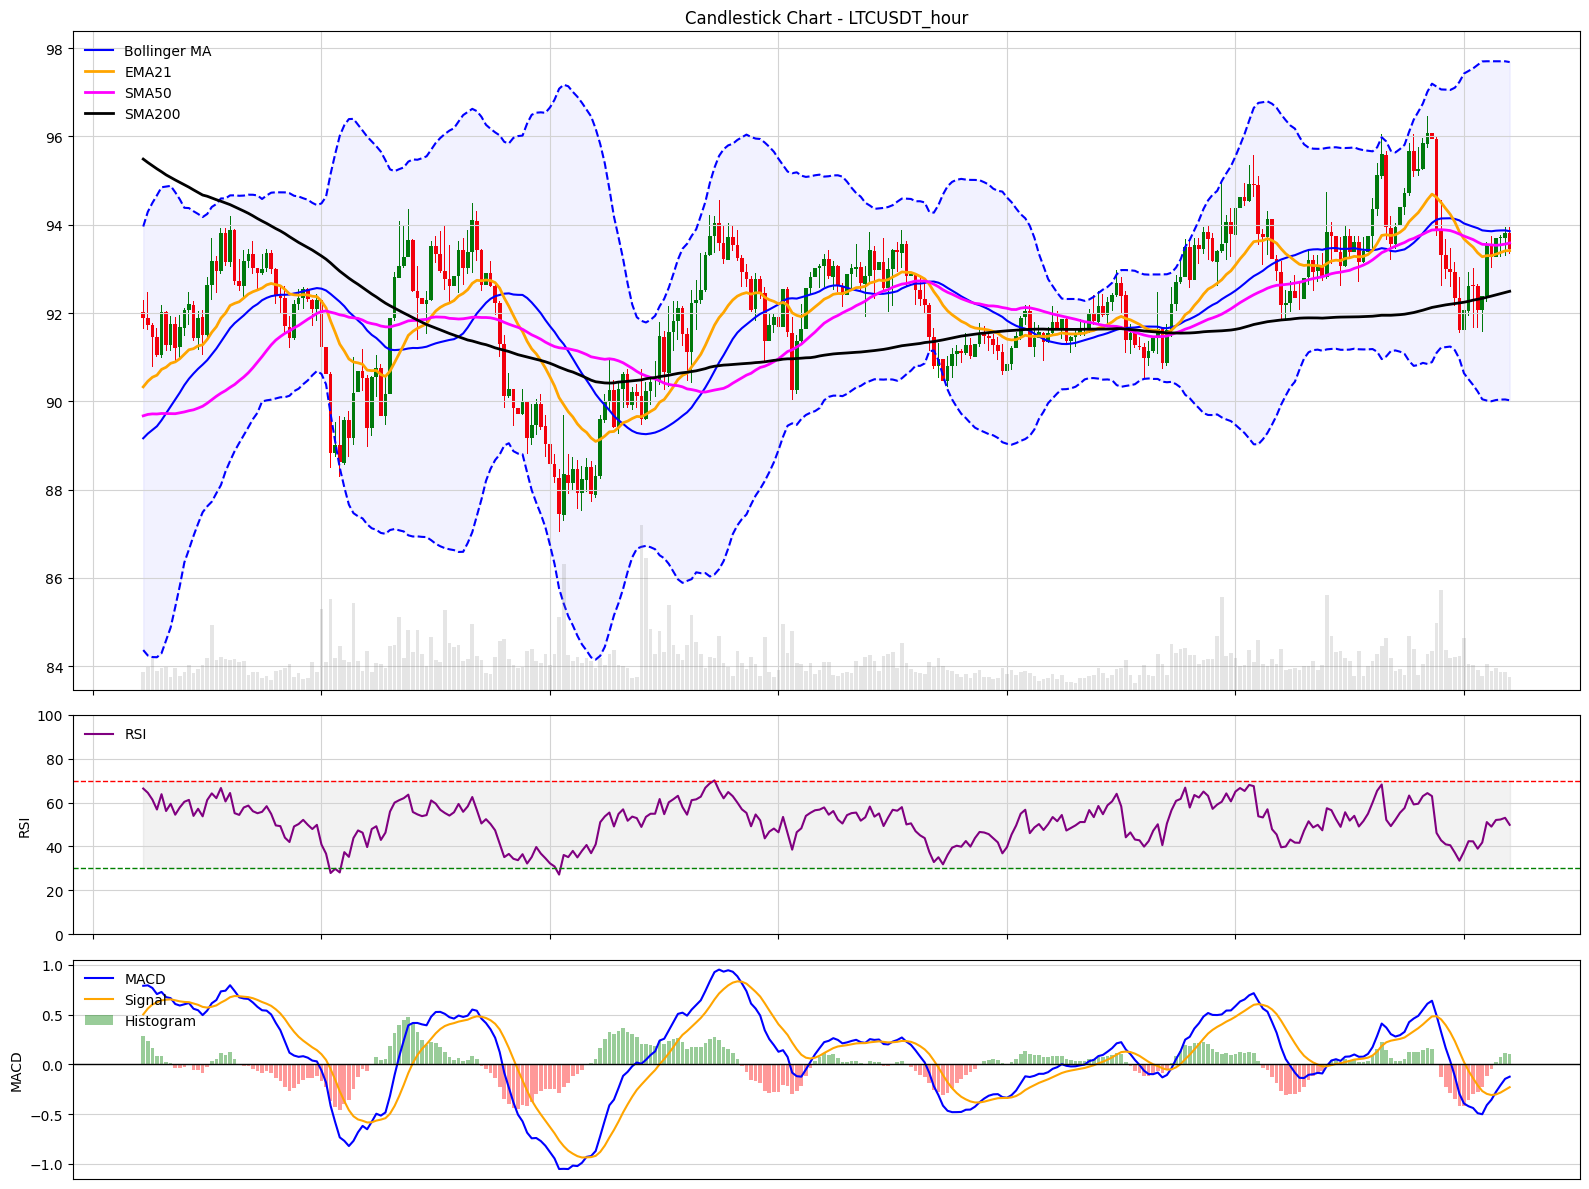 Candlestick Chart - LTCUSDT_hour
98
96
94
92
90
88
86
84
Bollinger MA
EMA21
SMA50
SMA200
100
80
60
40
20
0
RSI
RSI
1.0
0.5
0.0
−0.5
−1.0
MACD
MACD
Signal
Histogram